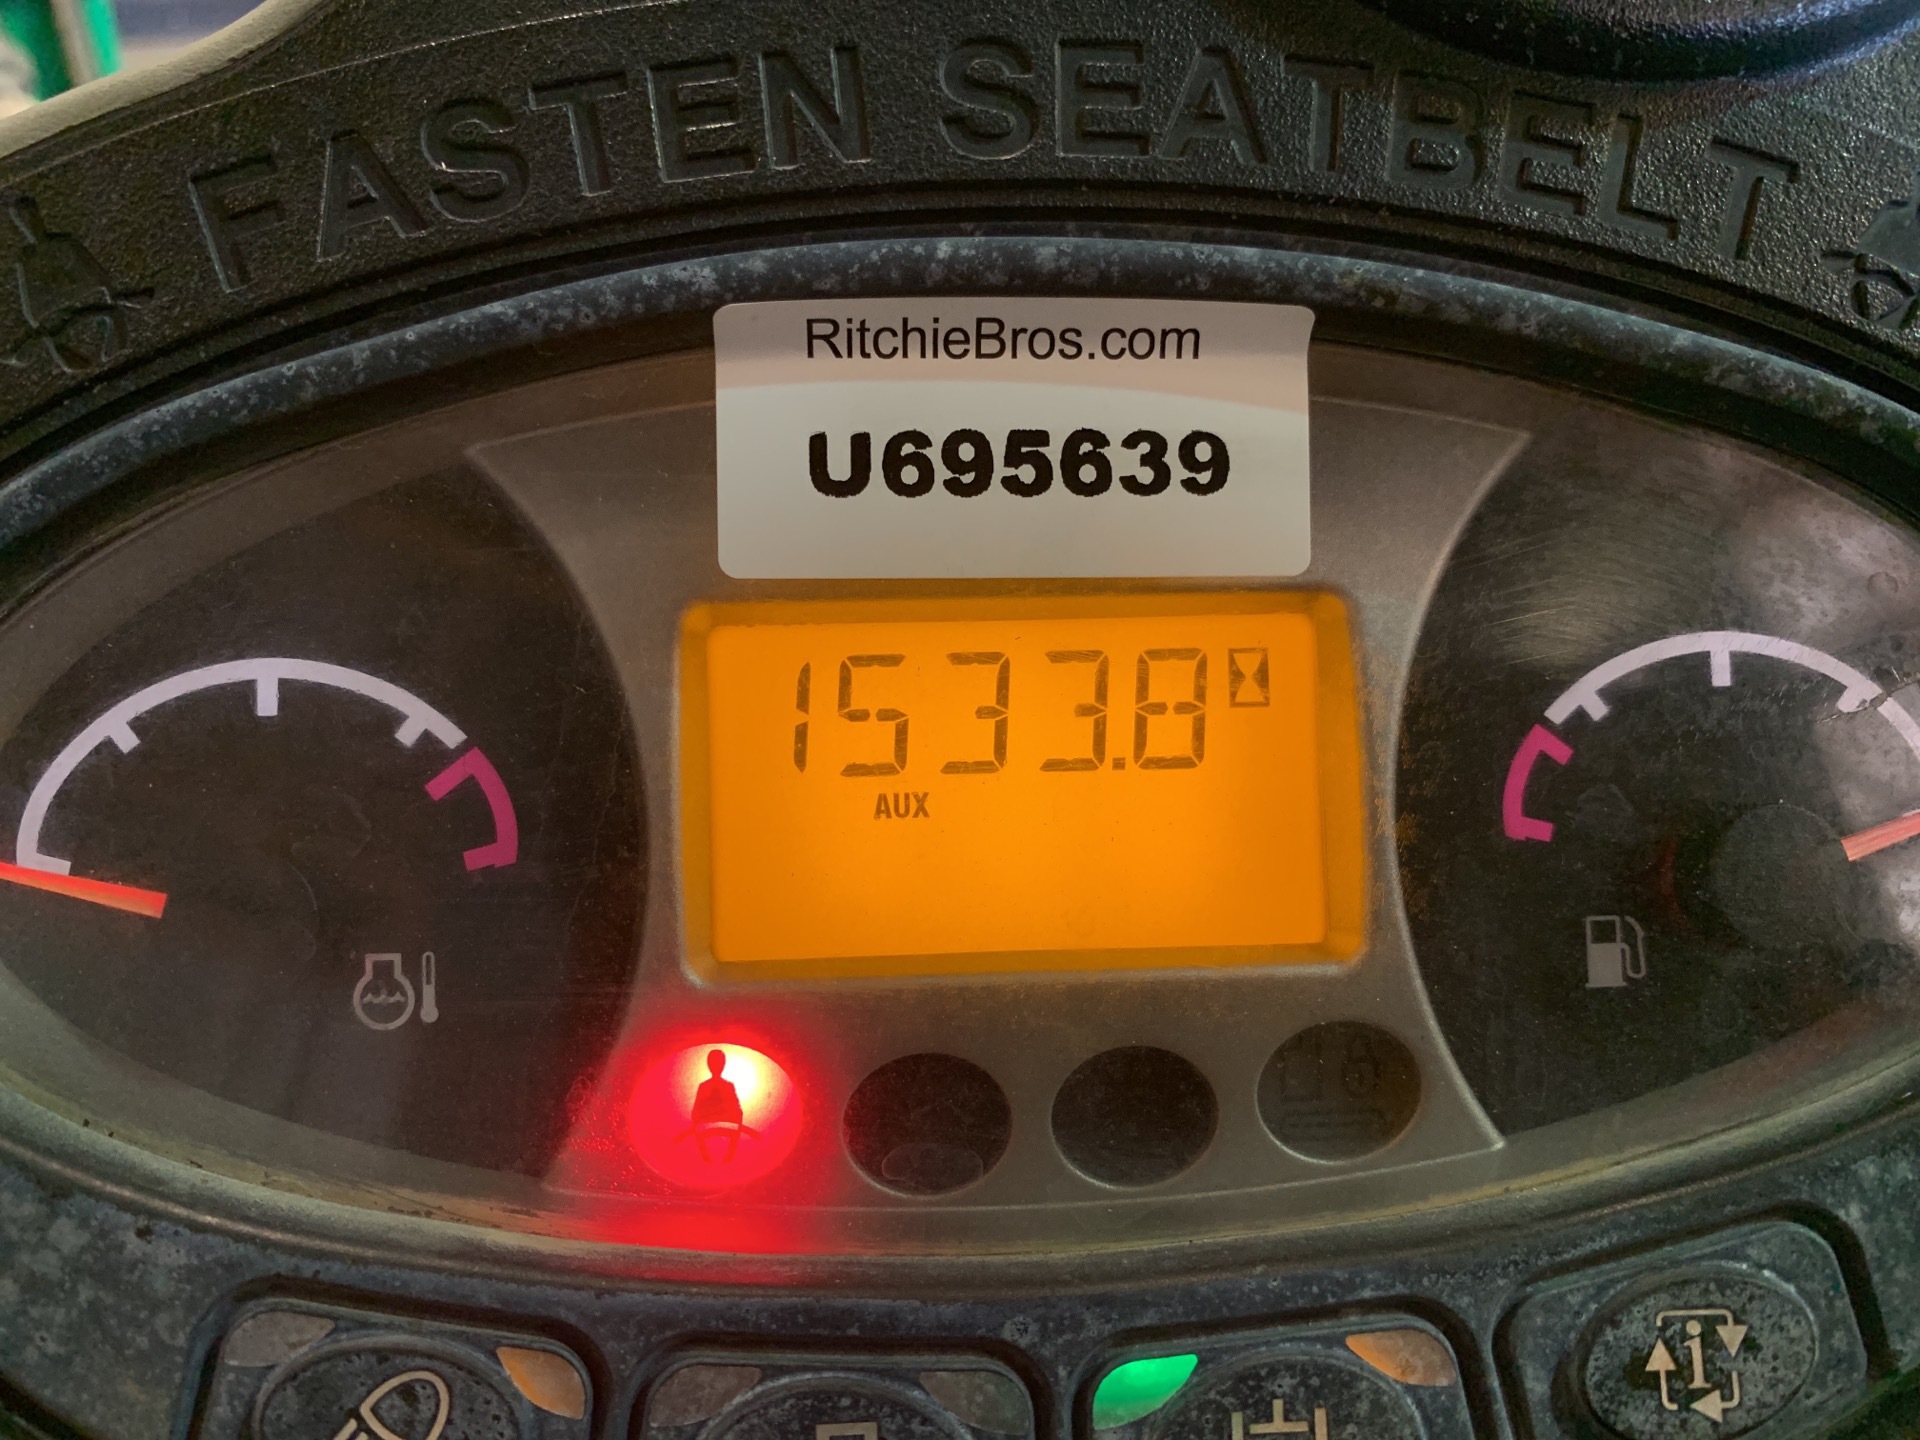 FASTEN SEATBELT
RitchieBros.com
U695639
1533.8
AUX
i